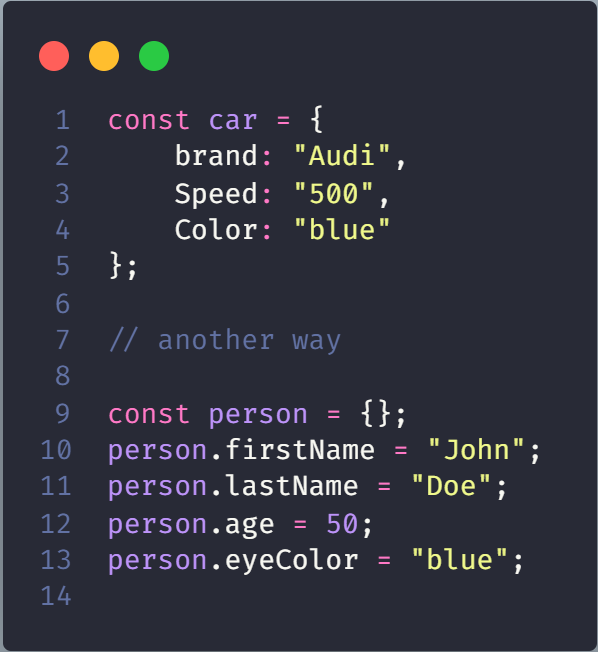 1 const car = {
2     brand: "Audi",
3     Speed: "500",
4     Color: "blue"
5 };
6
7 // another way
8
9 const person = {};
10 person.firstName = "John";
11 person.lastName = "Doe";
12 person.age = 50;
13 person.eyeColor = "blue";
14